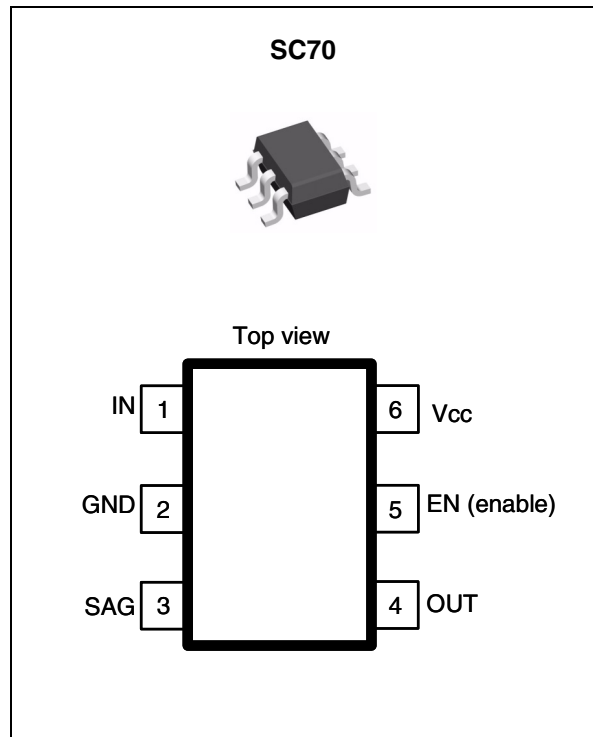 SC70
Top view
IN 1 6 Vcc
GND 2 5 EN (enable)
SAG 3 4 OUT